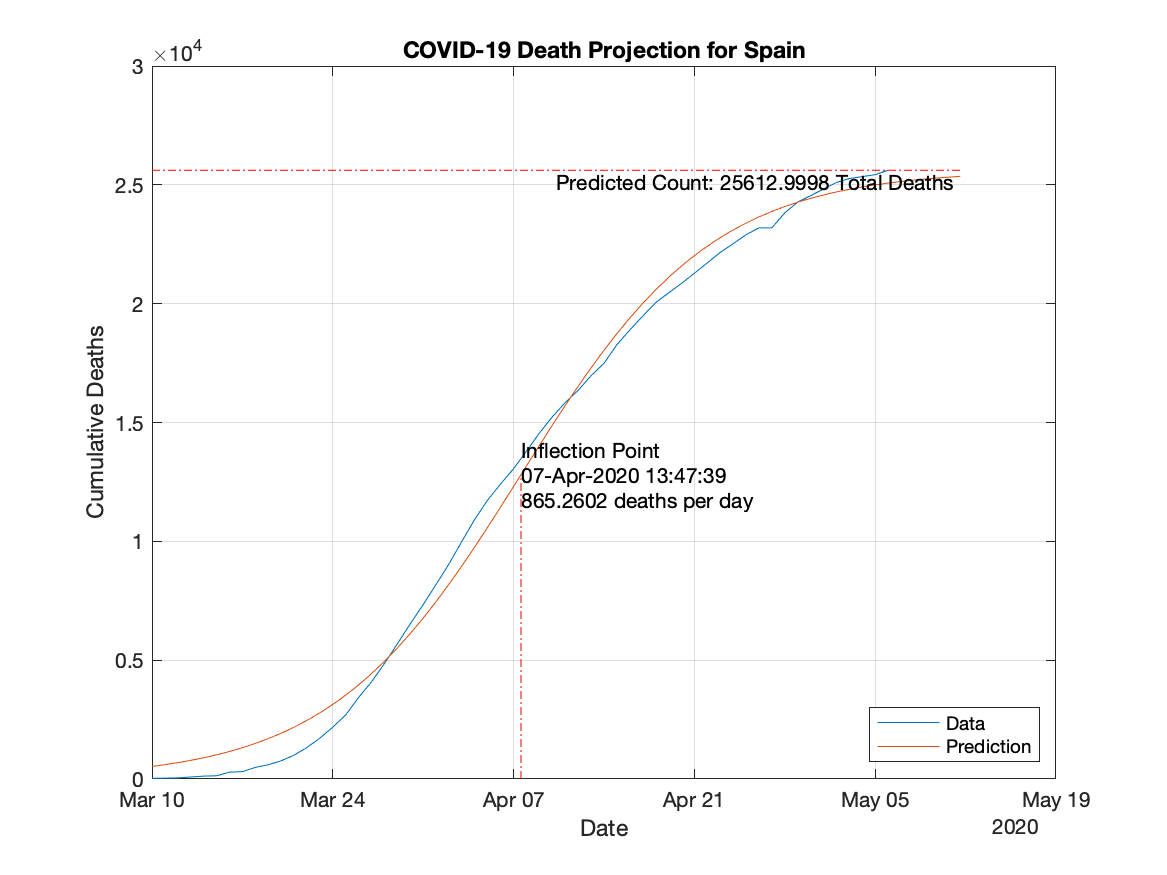 COVID-19 Death Projection for Spain
×10⁴
3
2.5
2
1.5
1
0.5
0
Cumulative Deaths
Predicted Count: 25612.9998 Total Deaths
Inflection Point
07-Apr-2020 13:47:39
865.2602 deaths per day
Data
Prediction
Mar 10 Mar 24 Apr 07 Apr 21 May 05 May 19
Date
2020